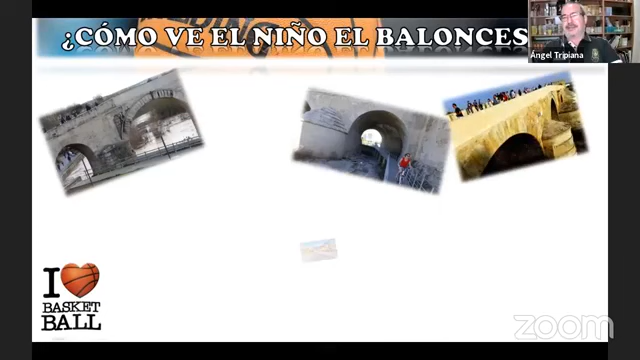 ¿CÓMO VE EL NIÑO EL BALONCES
Ángel Tripiana
I
BASKET
BALL
zoom